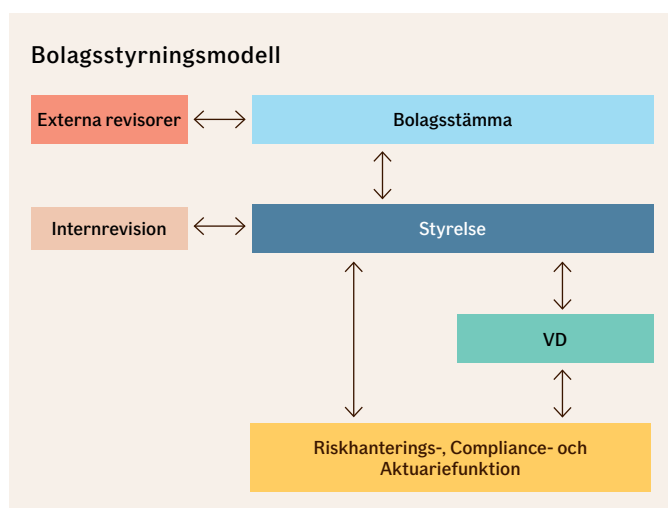 Bolagsstyrningsmodell
Externa revisorer
Bolagsstämma
Internrevision
Styrelse
VD
Riskhanterings-, Compliance- och
Aktuariefunktion